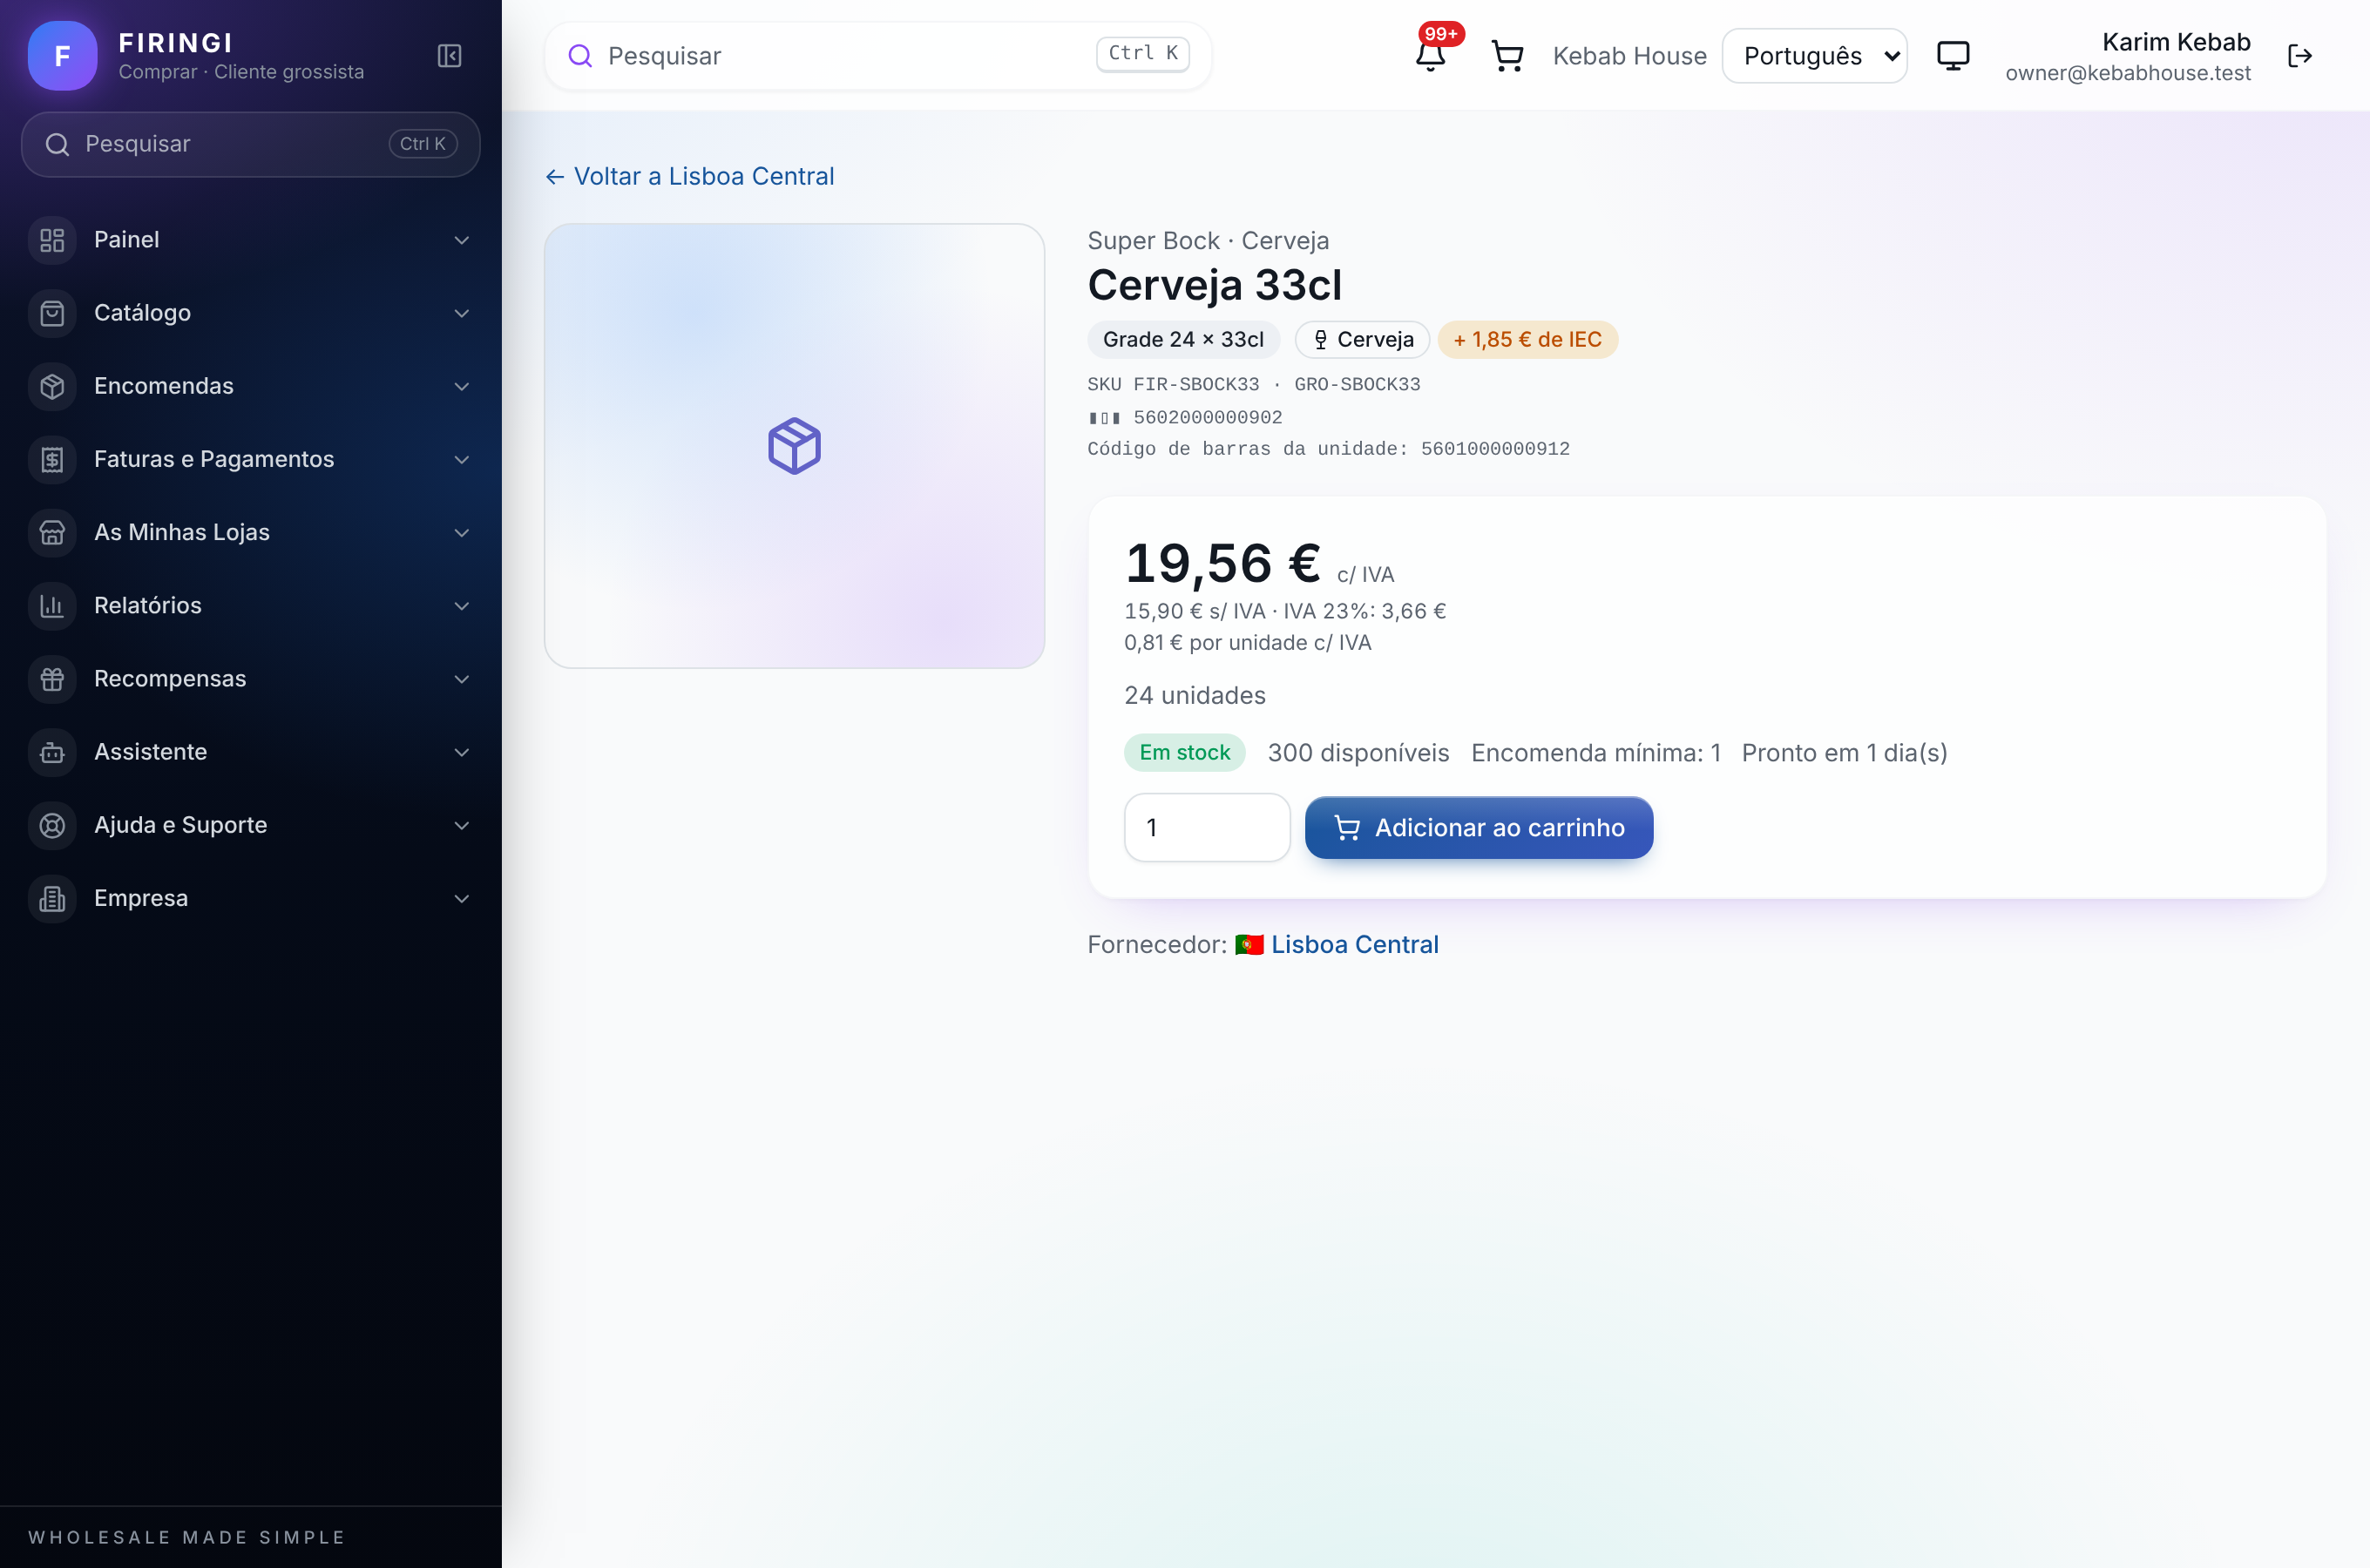 F
FIRINGI
Comprar · Cliente grossista
Pesquisar Ctrl K
Painel
Catálogo
Encomendas
Faturas e Pagamentos
As Minhas Lojas
Relatórios
Recompensas
Assistente
Ajuda e Suporte
Empresa
WHOLESALE MADE SIMPLE
Pesquisar Ctrl K
99+
Kebab House
Português
Karim Kebab
owner@kebabhouse.test
← Voltar a Lisboa Central
Super Bock · Cerveja
Cerveja 33cl
Grade 24 × 33cl Cerveja + 1,85 € de IEC
SKU FIR-SBOCK33 · GRO-SBOCK33
▮▯▮ 5602000000902
Código de barras da unidade: 5601000000912
19,56 € c/ IVA
15,90 € s/ IVA · IVA 23%: 3,66 €
0,81 € por unidade c/ IVA
24 unidades
Em stock 300 disponíveis Encomenda mínima: 1 Pronto em 1 dia(s)
1 Adicionar ao carrinho
Fornecedor: 🇵🇹 Lisboa Central